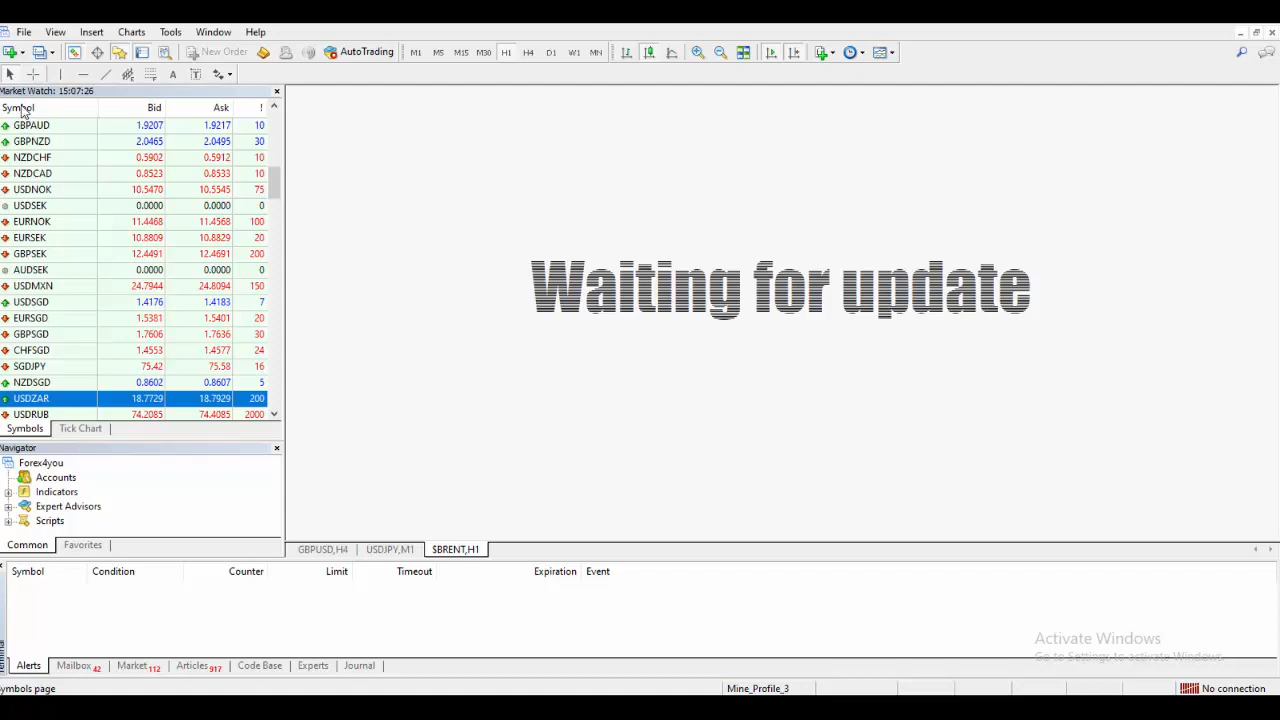 File View Insert Charts Tools Window Help
New Order AutoTrading M1 M5 M15 M30 H1 H4 D1 W1 MN
A T
Market Watch: 15:07:26
Symbol Bid Ask !
GBPAUD 1.9207 1.9217 10
GBPNZD 2.0465 2.0495 30
NZDCHF 0.5902 0.5912 10
NZDCAD 0.8523 0.8533 10
USDNOK 10.5470 10.5545 75
USDSEK 0.0000 0.0000 0
EURNOK 11.4468 11.4568 100
EURSEK 10.8809 10.8829 20
GBPSEK 12.4491 12.4691 200
AUDSEK 0.0000 0.0000 0
USDMXN 24.7944 24.8094 150
USDSGD 1.4176 1.4183 7
EURSGD 1.5381 1.5401 20
GBPSGD 1.7606 1.7636 30
CHFSGD 1.4553 1.4577 24
SGDJPY 75.42 75.58 16
NZDSGD 0.8602 0.8607 5
USDZAR 18.7729 18.7929 200
USDRUB 74.2085 74.4085 2000
Symbols Tick Chart
Waiting for update
Navigator
Forex4you
Accounts
Indicators
Expert Advisors
Scripts
Common Favorites
GBPUSD,H4 USDJPY,M1 SBRENT,H1
Symbol Condition Counter Limit Timeout Expiration Event
Activate Windows
Go to Settings to activate Windows.
Alerts Mailbox 42 Market 112 Articles 917 Code Base Experts Journal
ymbols page Mine_Profile_3 No connection